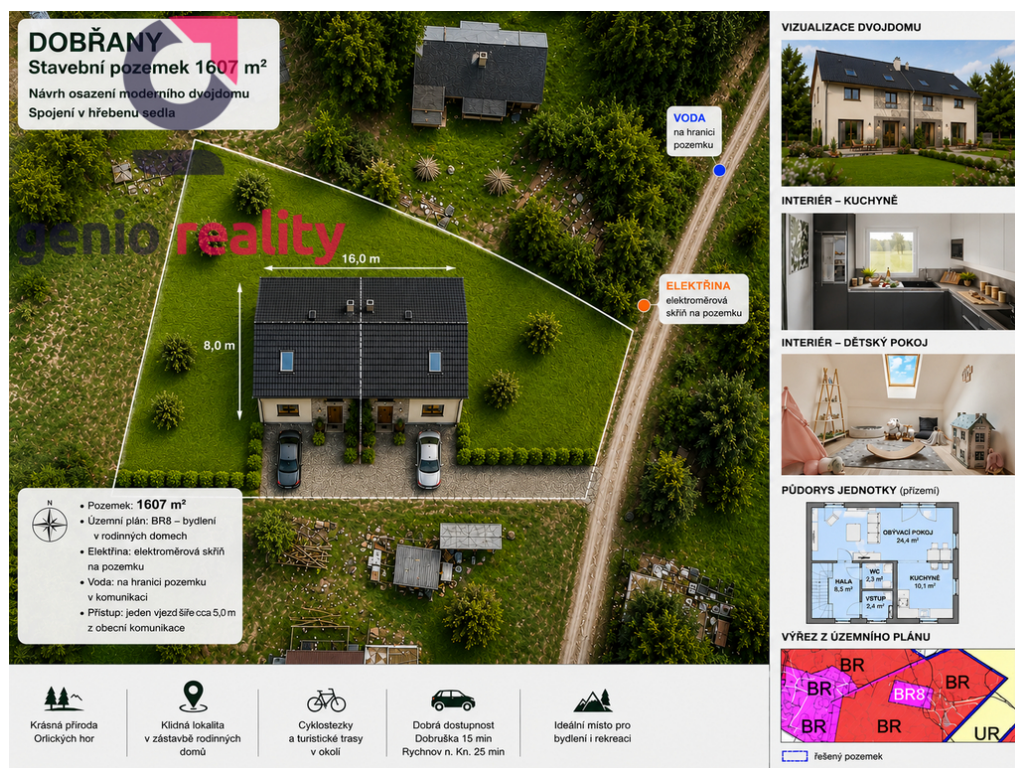 DOBŘANY
Stavební pozemek 1607 m²
Návrh osazení moderního dvojdomu
Spojení v hřebenu sedla
genio reality
VODA
na hranici
pozemku
16,0 m
8,0 m
ELEKTŘINA
elektroměrová
skříň na pozemku
N
• Pozemek: 1607 m²
• Územní plán: BR8 – bydlení
v rodinných domech
• Elektřina: elektroměrová skříň
na pozemku
• Voda: na hranici pozemku
v komunikaci
• Přístup: jeden vjezd šíře cca 5,0 m
z obecní komunikace
Krásná příroda
Orlických hor
Klidná lokalita
v zástavbě rodinných
domů
Cyklostezky
a turistické trasy
v okolí
Dobrá dostupnost
Dobruška 15 min
Rychnov n. Kn. 25 min
Ideální místo pro
bydlení i rekreaci
VIZUALIZACE DVOJDOMU
INTERIÉR – KUCHYNĚ
INTERIÉR – DĚTSKÝ POKOJ
PŮDORYS JEDNOTKY (přízemí)
OBÝVACÍ POKOJ
24,4 m²
WC
2,3 m²
HALA
8,5 m²
KUCHYNĚ
10,1 m²
VSTUP
2,4 m²
VÝŘEZ Z ÚZEMNÍHO PLÁNU
BR
BR
BR
BR8
BR
BR
UR
řešený pozemek